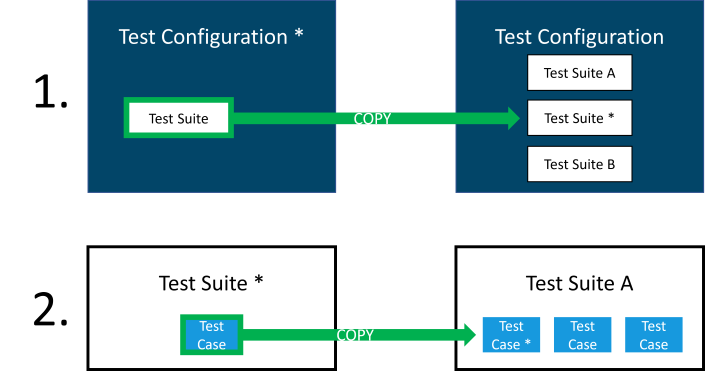 1.
Test Configuration *
Test Suite
COPY
Test Configuration
Test Suite A
Test Suite *
Test Suite B
2.
Test Suite *
Test
Case
COPY
Test Suite A
Test
Case *
Test
Case
Test
Case